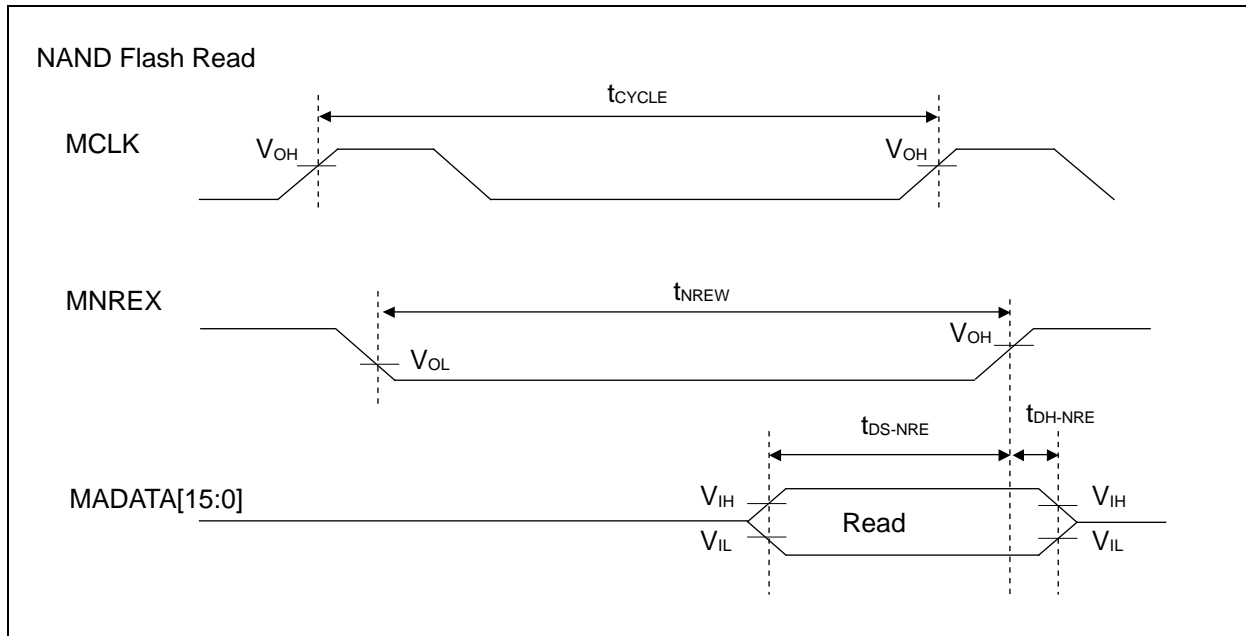 NAND Flash Read
tCYCLE
MCLK
VOH
VOH
tNREW
MNREX
VOH
VOL
tDH-NRE
tDS-NRE
MADATA[15:0]
VIH
VIH
Read
VIL
VIL